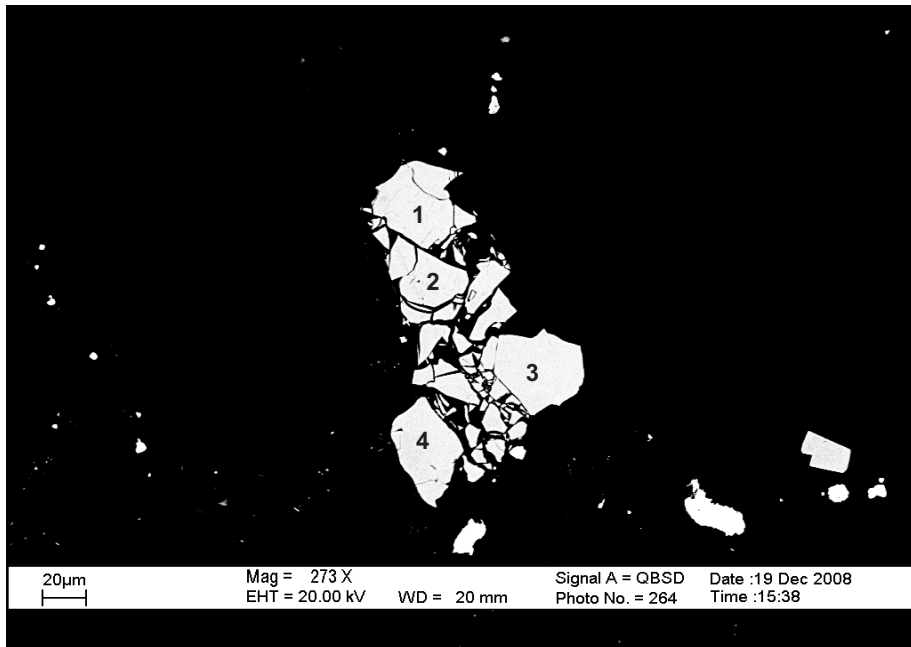 1
2
3
4
20µm
Mag = 273 X
EHT = 20.00 kV WD = 20 mm
Signal A = QBSD Date :19 Dec 2008
Photo No. = 264 Time :15:38